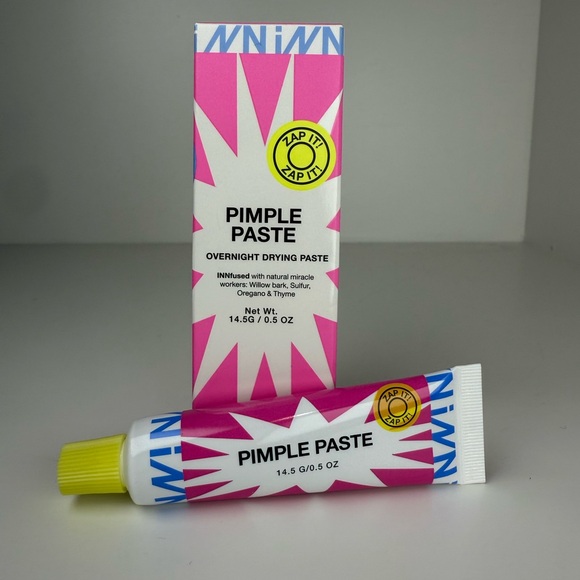 iNNiNN
ZAP IT!
ZAP IT!
PIMPLE
PASTE
OVERNIGHT DRYING PASTE
INNfused with natural miracle
workers: Willow bark, Sulfur,
Oregano & Thyme
Net Wt.
14.5G / 0.5 OZ
ZAP IT!
ZAP IT!
PIMPLE PASTE
14.5 G/0.5 OZ
NiNN
NiNN